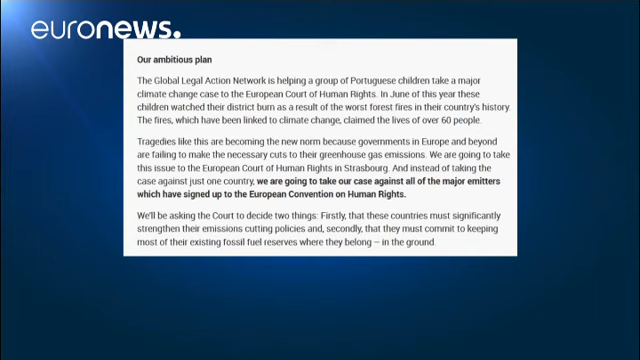 euronews.
Our ambitious plan
The Global Legal Action Network is helping a group of Portuguese children take a major
climate change case to the European Court of Human Rights. In June of this year these
children watched their district burn as a result of the worst forest fires in their country's history.
The fires, which have been linked to climate change, claimed the lives of over 60 people.
Tragedies like this are becoming the new norm because governments in Europe and beyond
are failing to make the necessary cuts to their greenhouse gas emissions. We are going to take
this issue to the European Court of Human Rights in Strasbourg. And instead of taking the
case against just one country, we are going to take our case against all of the major emitters
which have signed up to the European Convention on Human Rights.
We'll be asking the Court to decide two things: Firstly, that these countries must significantly
strengthen their emissions cutting policies and, secondly, that they must commit to keeping
most of their existing fossil fuel reserves where they belong – in the ground.